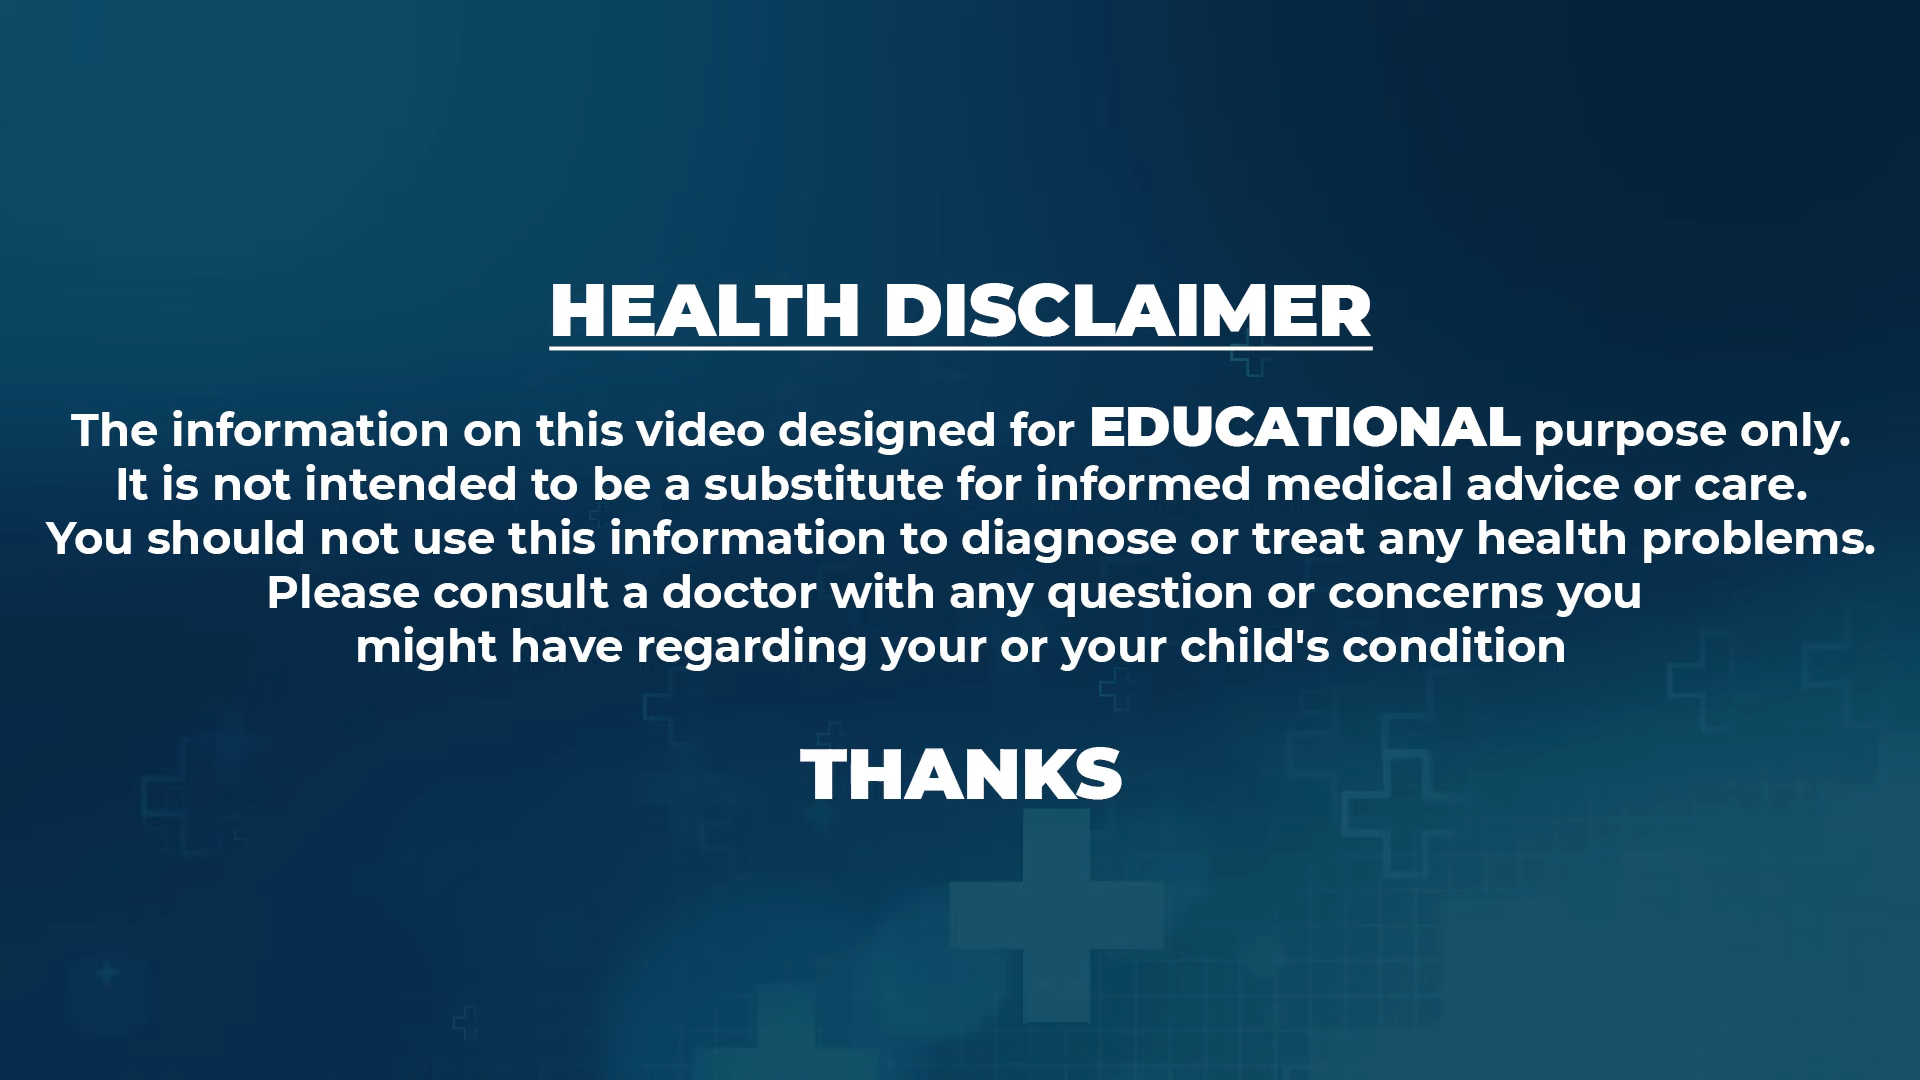 HEALTH DISCLAIMER
The information on this video designed for EDUCATIONAL purpose only.
It is not intended to be a substitute for informed medical advice or care.
You should not use this information to diagnose or treat any health problems.
Please consult a doctor with any question or concerns you
might have regarding your or your child's condition
THANKS